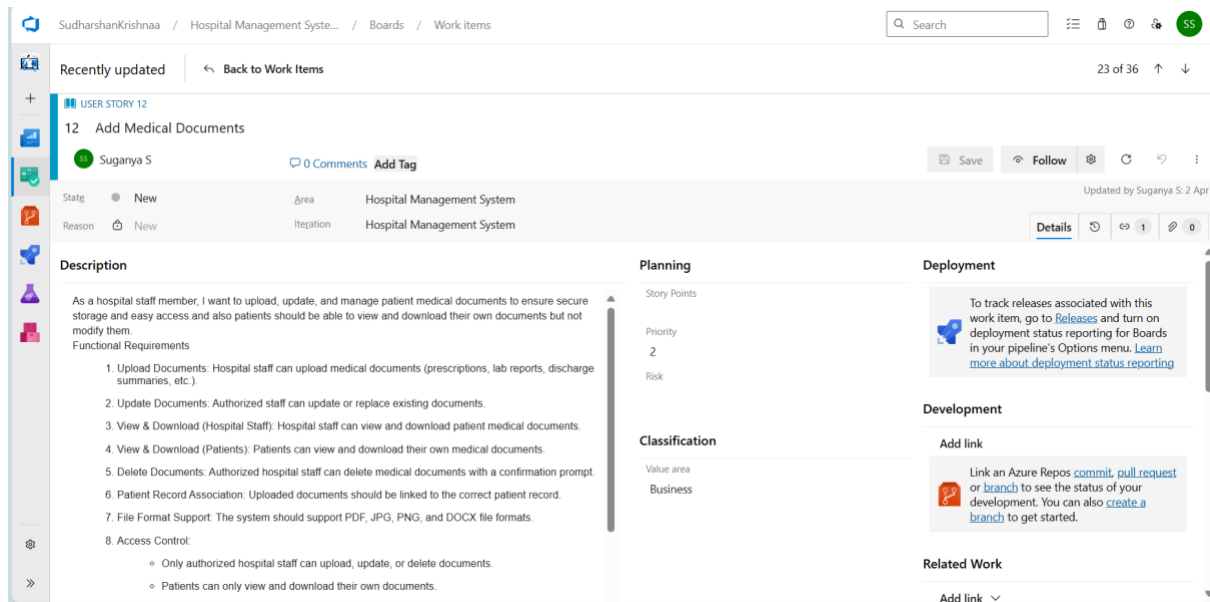 SudharshanKrishnaa / Hospital Management Syste... / Boards / Work items
Search
SS
Recently updated
Back to Work Items
23 of 36
USER STORY 12
12 Add Medical Documents
SS Suganya S
0 Comments
Add Tag
Save
Follow
State
New
Area
Hospital Management System
Updated by Suganya S: 2 Apr
Reason
New
Iteration
Hospital Management System
Details
1
0
Description
As a hospital staff member, I want to upload, update, and manage patient medical documents to ensure secure
storage and easy access.and also patients should be able to view and download their own documents but not
modify them.
Functional Requirements
1. Upload Documents: Hospital staff can upload medical documents (prescriptions, lab reports, discharge
summaries, etc.).
2. Update Documents: Authorized staff can update or replace existing documents.
3. View & Download (Hospital Staff): Hospital staff can view and download patient medical documents.
4. View & Download (Patients): Patients can view and download their own medical documents.
5. Delete Documents: Authorized hospital staff can delete medical documents with a confirmation prompt.
6. Patient Record Association: Uploaded documents should be linked to the correct patient record.
7. File Format Support: The system should support PDF, JPG, PNG, and DOCX file formats.
8. Access Control:
Only authorized hospital staff can upload, update, or delete documents.
Patients can only view and download their own documents.
Planning
Story Points
Priority
2
Risk
Classification
Value area
Business
Deployment
To track releases associated with this
work item, go to Releases and turn on
deployment status reporting for Boards
in your pipeline's Options menu. Learn
more about deployment status reporting
Development
Add link
Link an Azure Repos commit, pull request
or branch to see the status of your
development. You can also create a
branch to get started.
Related Work
Add link